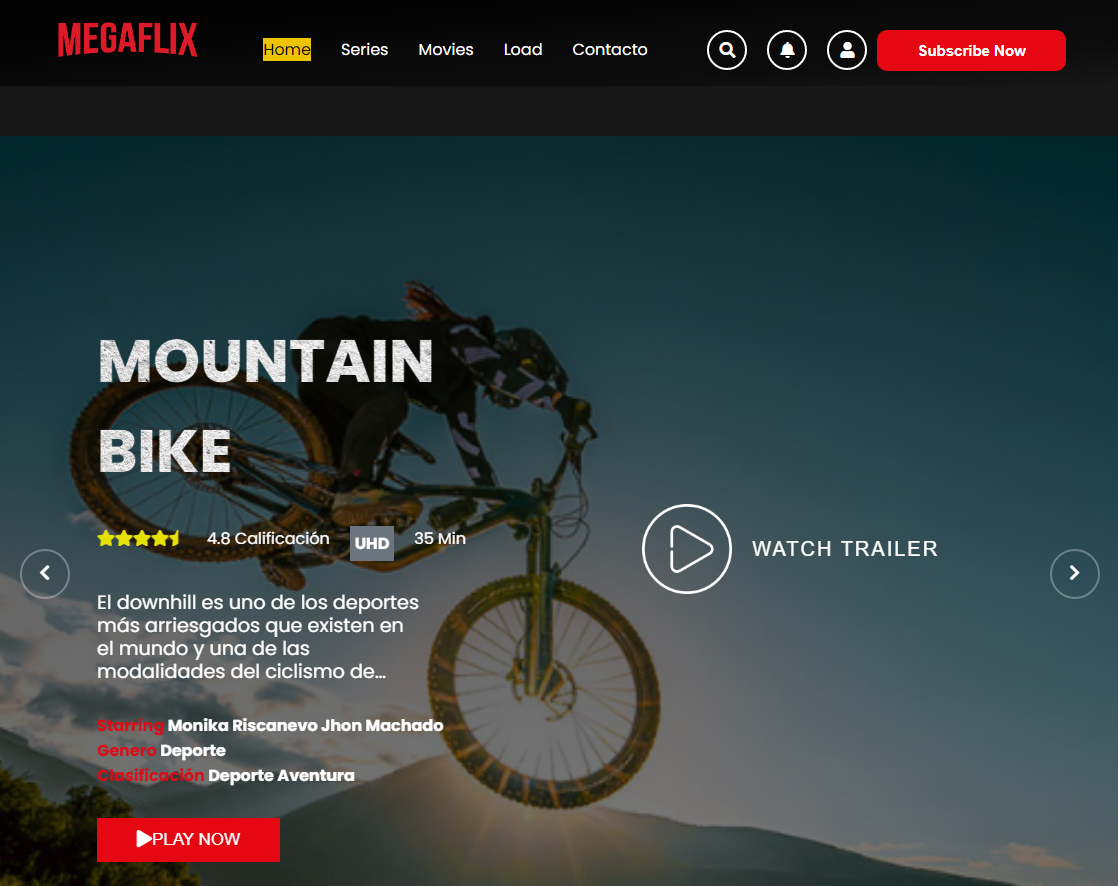 MEGAFLIX
Home Series Movies Load Contacto Subscribe Now
MOUNTAIN
BIKE
4.8 Calificación UHD 35 Min
WATCH TRAILER
El downhill es uno de los deportes
más arriesgados que existen en
el mundo y una de las
modalidades del ciclismo de...
Starring Monika Riscanevo Jhon Machado
Genero Deporte
Clasificación Deporte Aventura
PLAY NOW